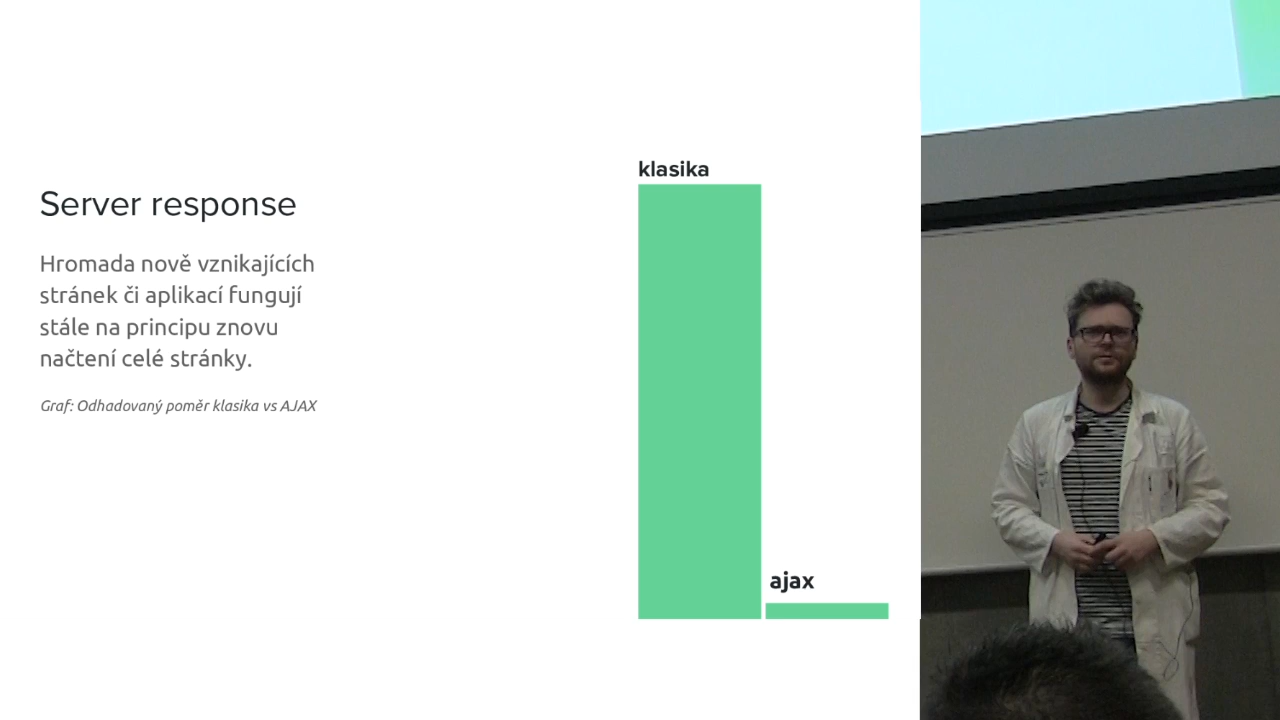 Server response
Hromada nově vznikajících
stránek či aplikací fungují
stále na principu znovu
načtení celé stránky.
Graf: Odhadovaný poměr klasika vs AJAX
klasika
ajax